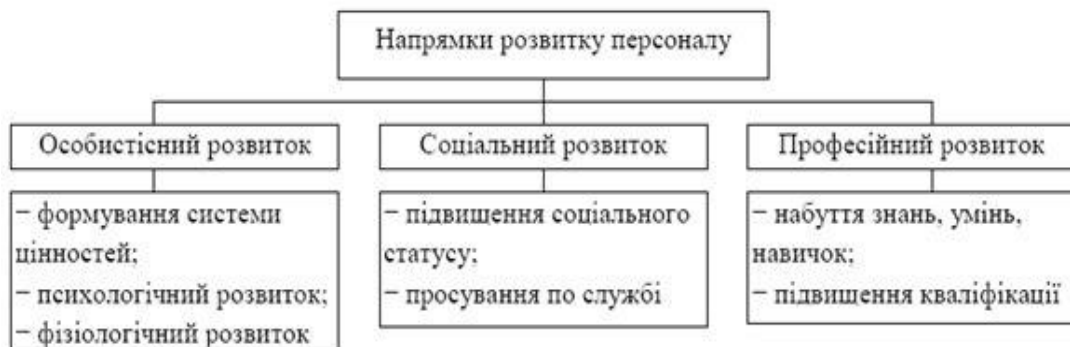 Напрямки розвитку персоналу
Особистісний розвиток
− формування системи
цінностей;
− психологічний розвиток;
− фізіологічний розвиток
Соціальний розвиток
− підвищення соціального
статусу;
− просування по службі
Професійний розвиток
− набуття знань, умінь,
навичок;
− підвищення кваліфікації